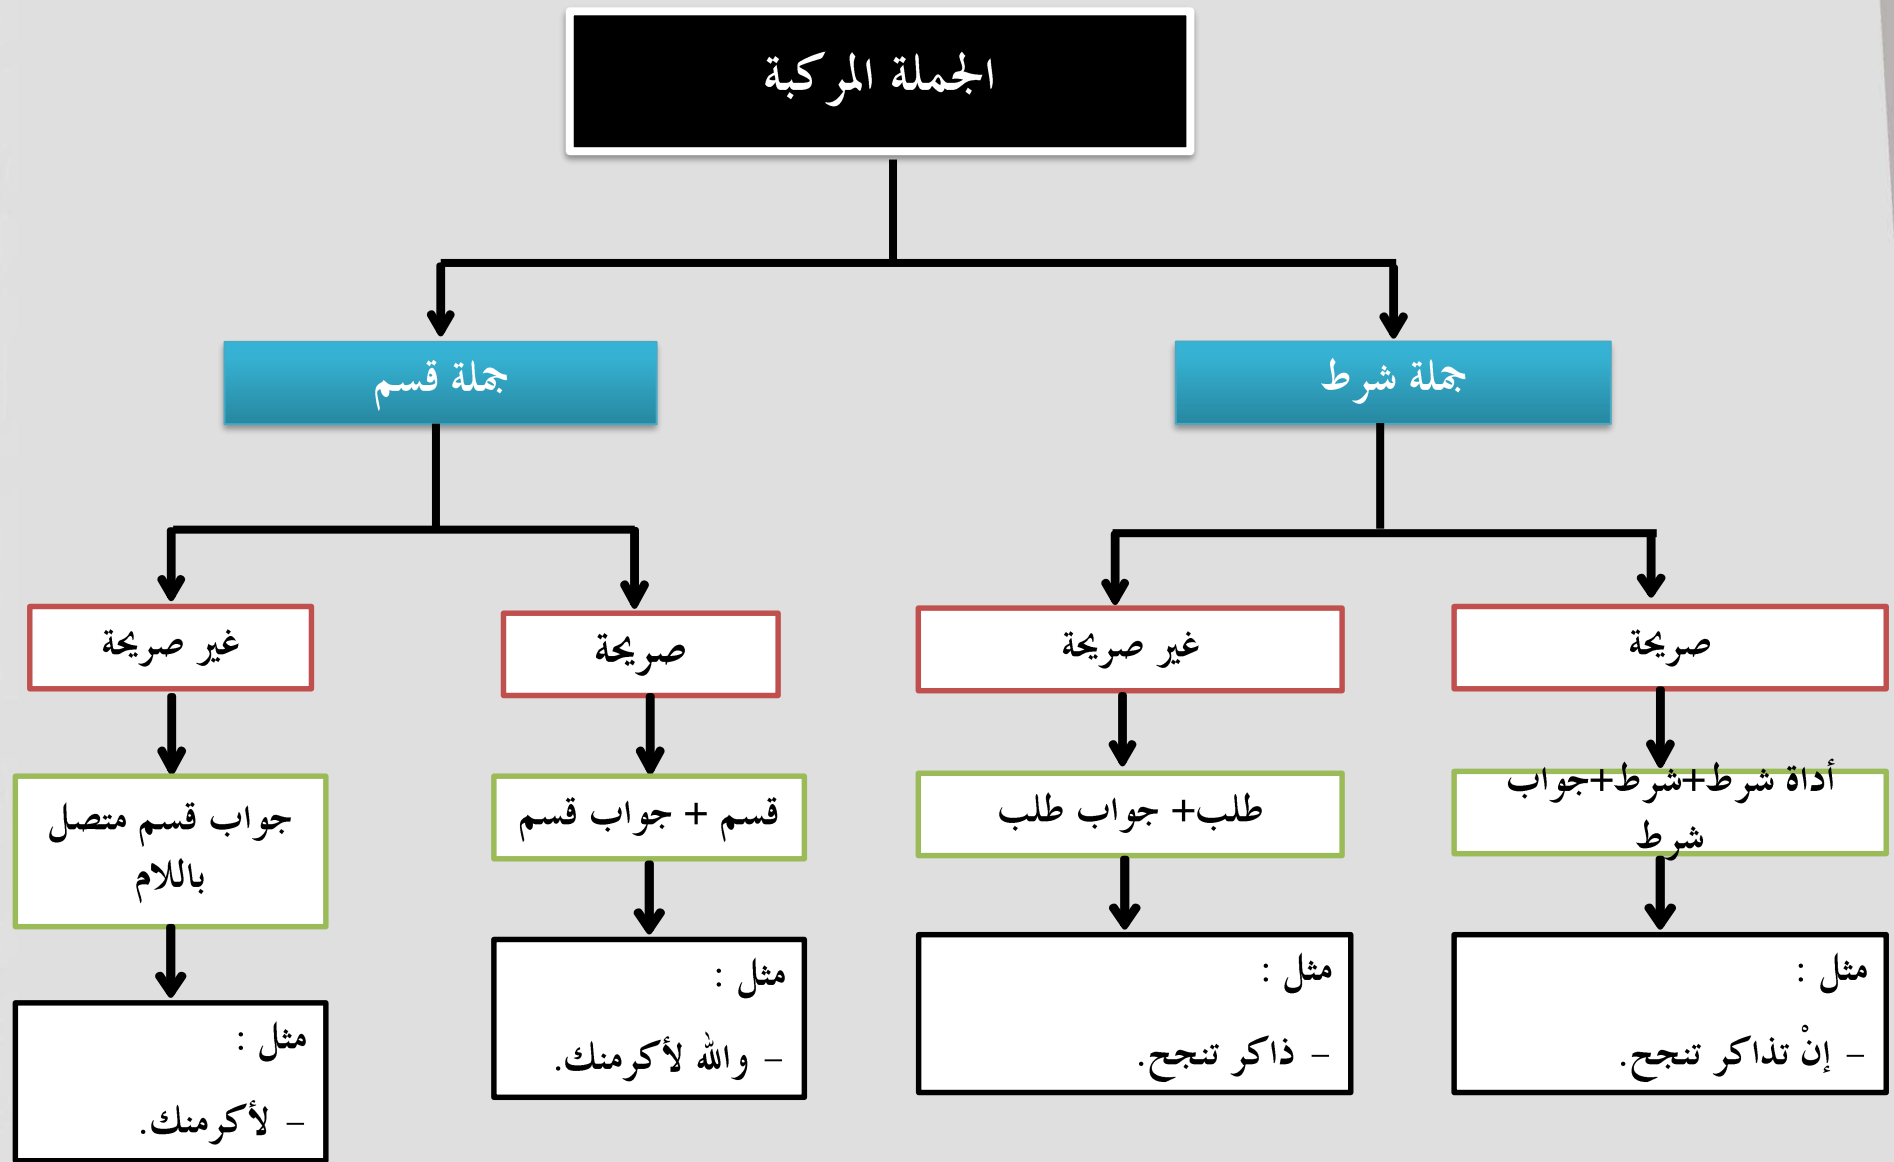 الجملة المركبة
جملة شرط
جملة قسم
صريحة
غير صريحة
صريحة
غير صريحة
أداة شرط+شرط+جواب
شرط
طلب+ جواب طلب
قسم + جواب قسم
جواب قسم متصل
باللام
مثل :
– إنْ تذاكر تنجح.
مثل :
– ذاكر تنجح.
مثل :
– والله لأكرمنك.
مثل :
– لأكرمنك.